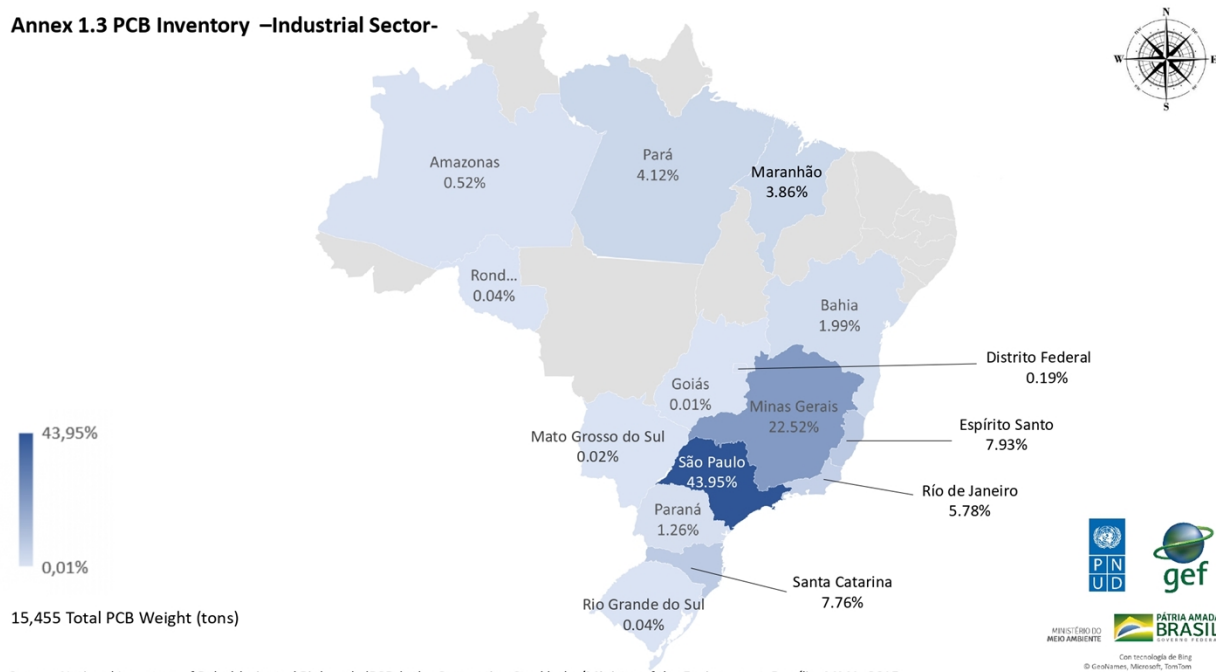 Annex 1.3 PCB Inventory –Industrial Sector-
N
W
E
S
Amazonas
0.52%
Pará
4.12%
Maranhão
3.86%
Rond...
0.04%
Bahia
1.99%
Distrito Federal
0.19%
Goiás
0.01%
Minas Gerais
22.52%
Espírito Santo
7.93%
Mato Grosso do Sul
0.02%
São Paulo
43.95%
Río de Janeiro
5.78%
Paraná
1.26%
Santa Catarina
7.76%
Rio Grande do Sul
0.04%
43,95%
0,01%
15,455 Total PCB Weight (tons)
P N
U D
gef
MINISTÉRIO DO
MEIO AMBIENTE
PÁTRIA AMADA
BRASIL
GOVERNO FEDERAL
Con tecnología de Bing
© GeoNames, Microsoft, TomTom